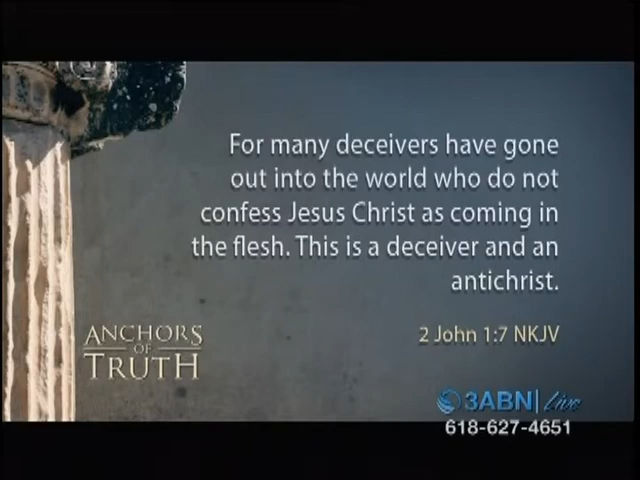 For many deceivers have gone
out into the world who do not
confess Jesus Christ as coming in
the flesh. This is a deceiver and an
antichrist.
2 John 1:7 NKJV
ANCHORS
OF
TRUTH
3ABN Live
618-627-4651